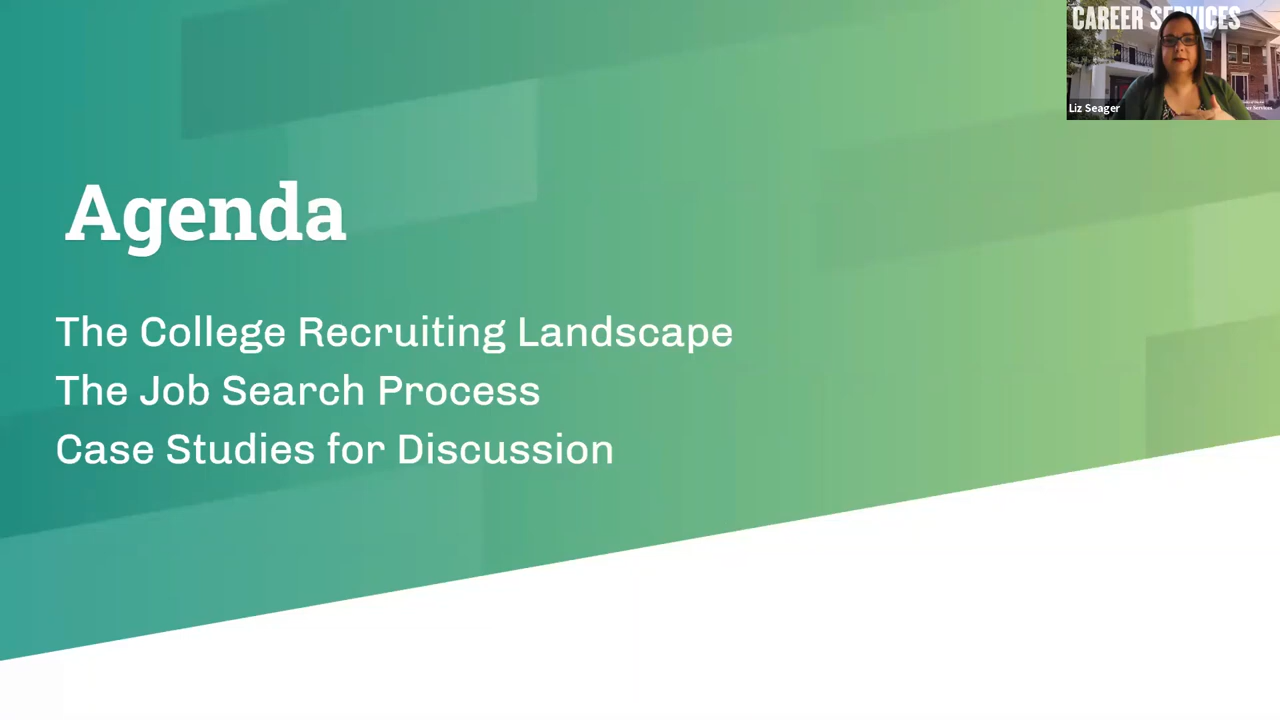 CAREER SERVICES
Liz Seager
Agenda
The College Recruiting Landscape
The Job Search Process
Case Studies for Discussion